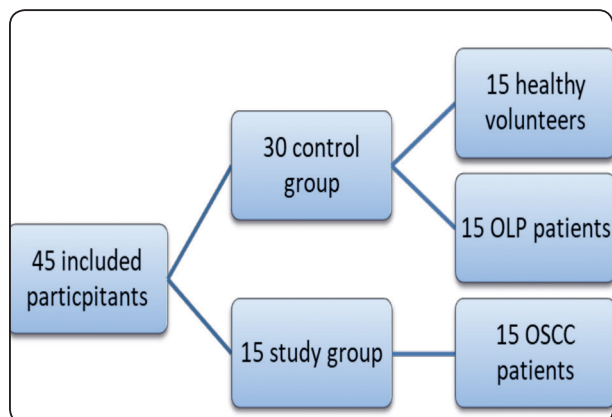 45 included
particpitants
30 control
group
15 study group
15 healthy
volunteers
15 OLP patients
15 OSCC
patients